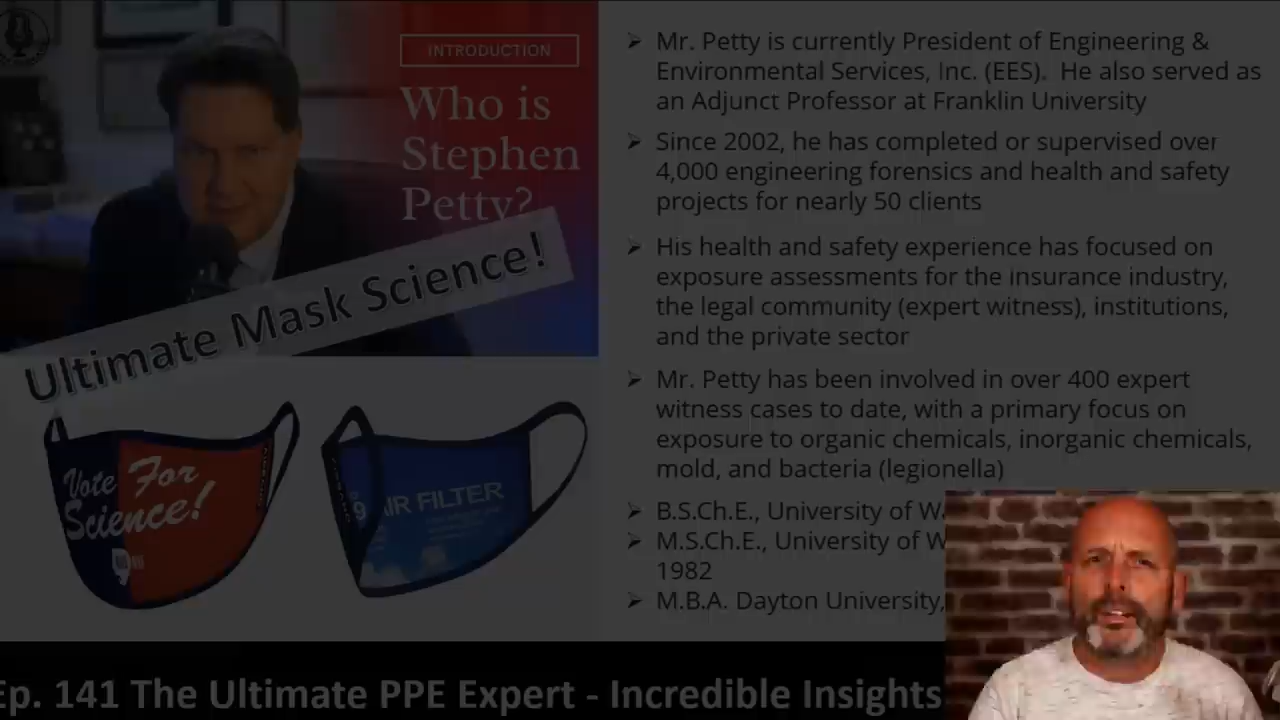 INTRODUCTION
Who is
Stephen
Petty?
Ultimate Mask Science!
Vote For
Science!
AIR FILTER
➢ Mr. Petty is currently President of Engineering &
Environmental Services, Inc. (EES). He also served as
an Adjunct Professor at Franklin University
➢ Since 2002, he has completed or supervised over
4,000 engineering forensics and health and safety
projects for nearly 50 clients
➢ His health and safety experience has focused on
exposure assessments for the insurance industry,
the legal community (expert witness), institutions,
and the private sector
➢ Mr. Petty has been involved in over 400 expert
witness cases to date, with a primary focus on
exposure to organic chemicals, inorganic chemicals,
mold, and bacteria (legionella)
➢ B.S.Ch.E., University of W
➢ M.S.Ch.E., University of W
1982
➢ M.B.A. Dayton University,
Ep. 141 The Ultimate PPE Expert - Incredible Insights